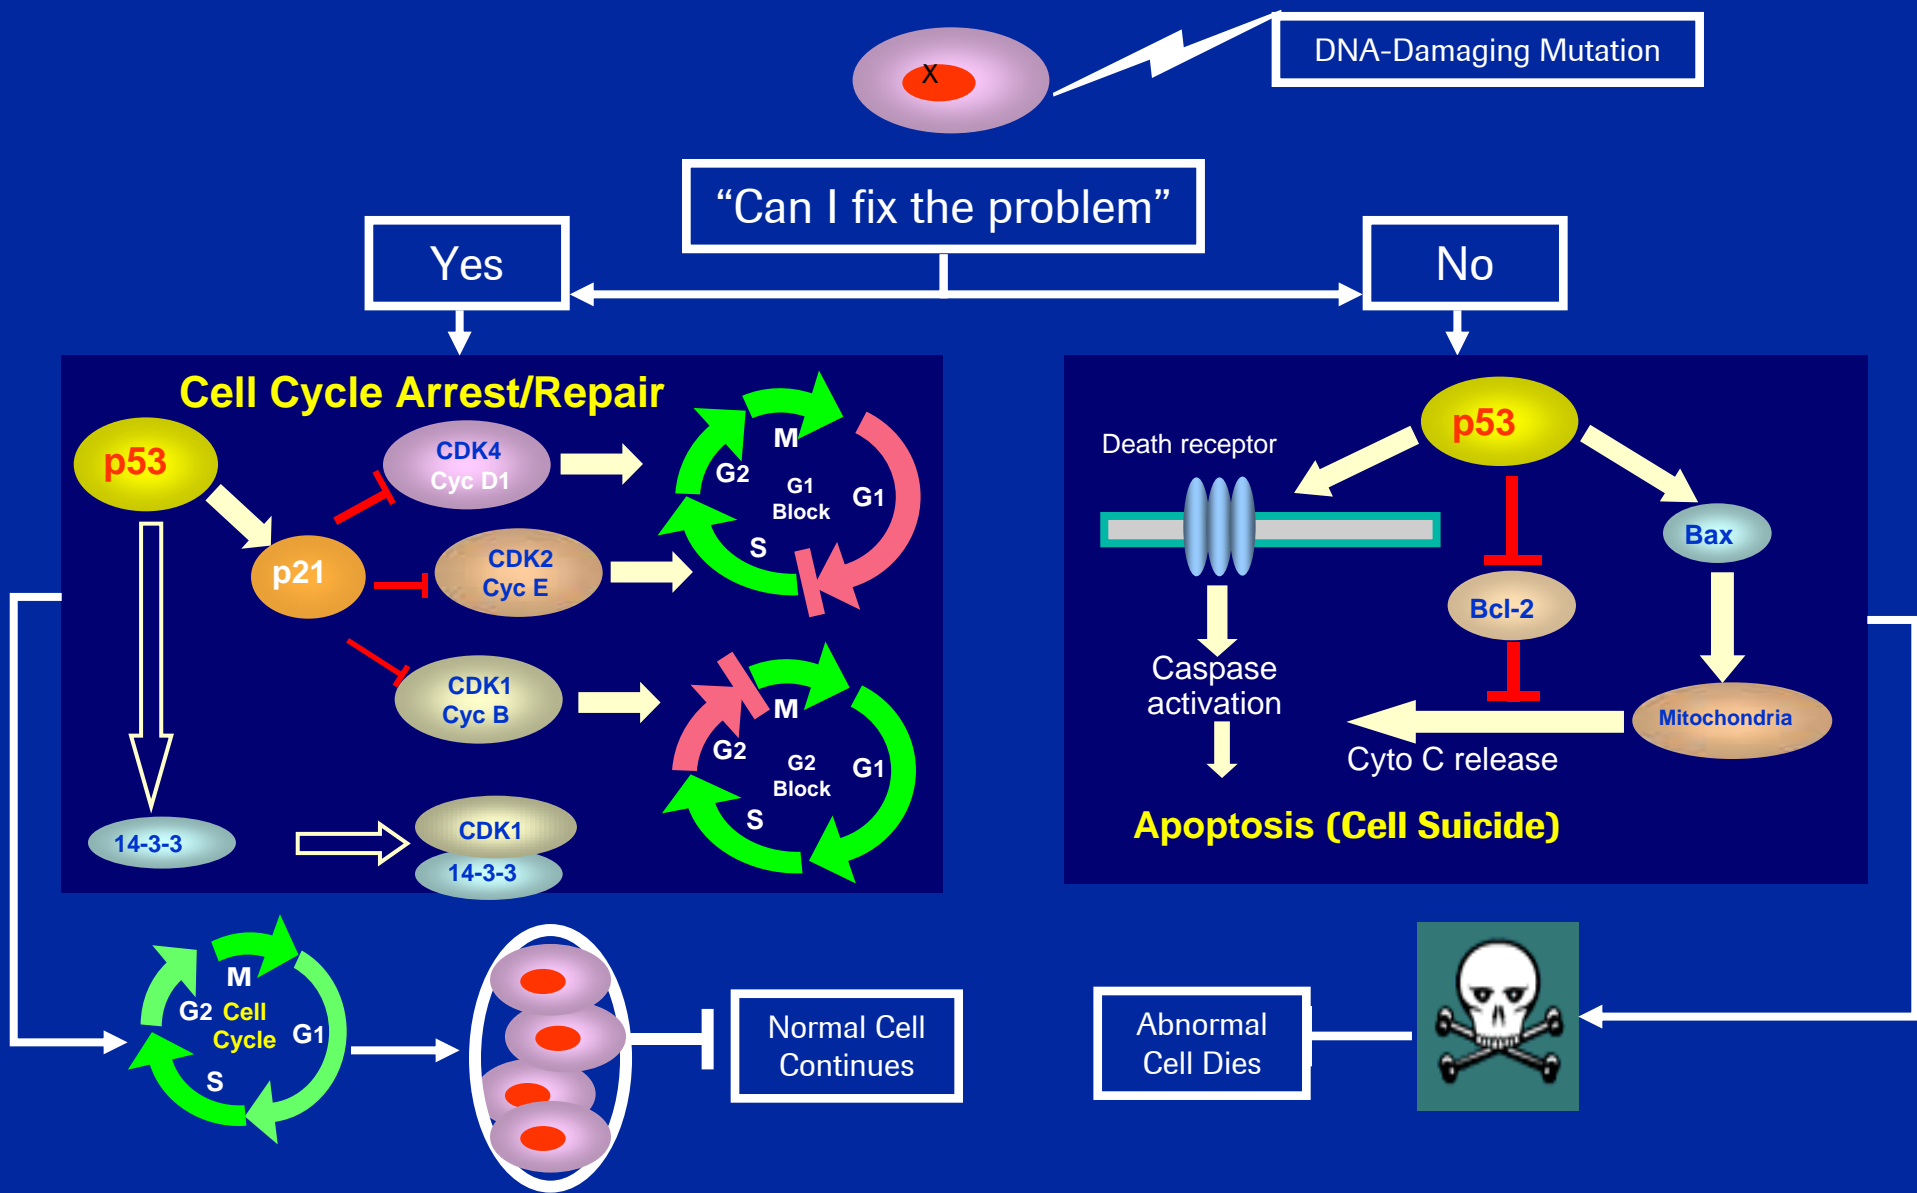 DNA-Damaging Mutation
X
“Can I fix the problem”
Yes
No
Cell Cycle Arrest/Repair
p53
CDK4
Cyc D1
p21
CDK2
Cyc E
CDK1
Cyc B
14-3-3
CDK1
14-3-3
M
G2
G1
Block
G1
S
M
G2
G2
Block
G1
S
p53
Death receptor
Bax
Bcl-2
Caspase
activation
Mitochondria
Cyto C release
Apoptosis (Cell Suicide)
M
G2
Cell
Cycle
G1
S
Normal Cell
Continues
Abnormal
Cell Dies